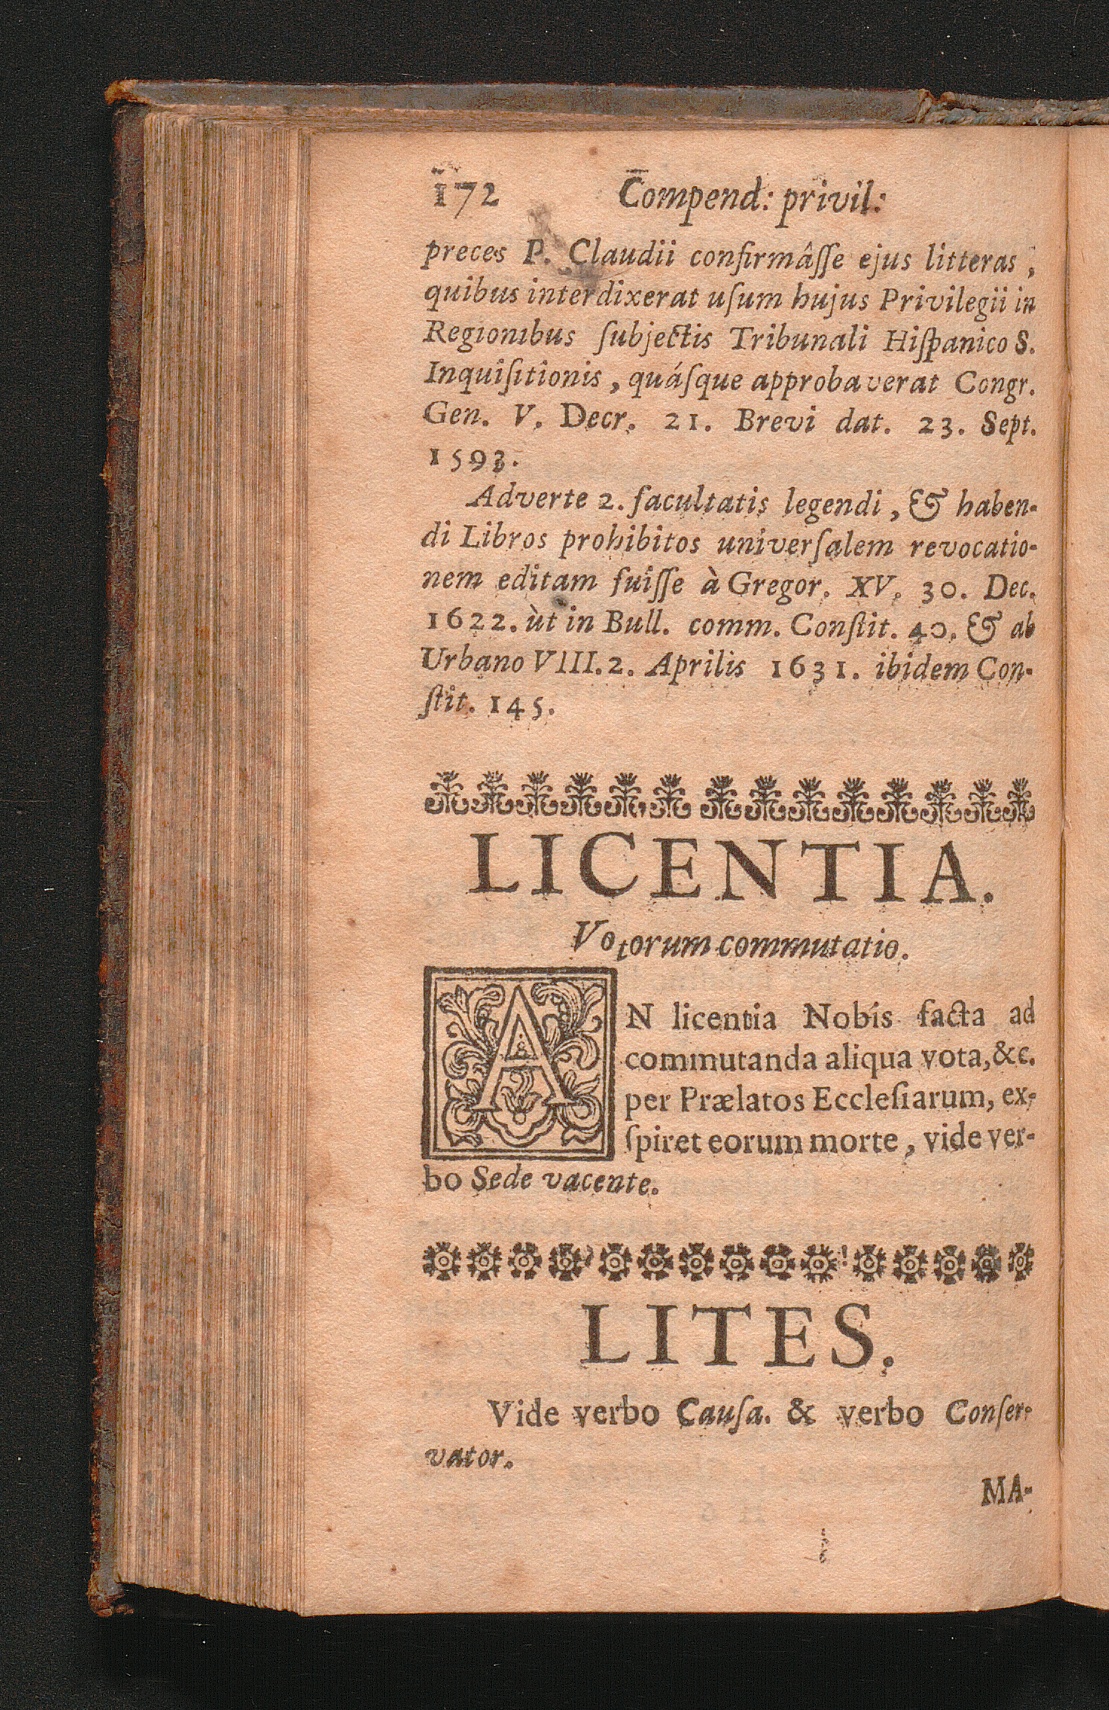 172 Compend: privil:
preces P. Claudii confirmâſſe ejus litteras,
quibus interdixerat uſum hujus Privilegii in
Regionibus ſubjectis Tribunali Hiſpanico S.
Inquiſitionis, quáſque approbaverat Congr.
Gen. V. Decr. 21. Brevi dat. 23. Sept.
1593.
Adverte 2. facultatis legendi, & haben-
di Libros prohibitos univerſalem revocatio-
nem editam fuiſſe à Gregor. XV. 30. Dec.
1622. ùt in Bull. comm. Conſtit. 40. & ab
Urbano VIII. 2. Aprilis 1631. ibidem Con-
ſtit. 145.
LICENTIA.
Votorum commutatio.
AN licentia Nobis facta ad
commutanda aliqua vota, &c.
per Prælatos Eccleſiarum, ex-
ſpiret eorum morte, vide ver-
bo Sede vacente.
LITES.
Vide verbo Cauſa. & verbo Conſer-
vator.
MA-